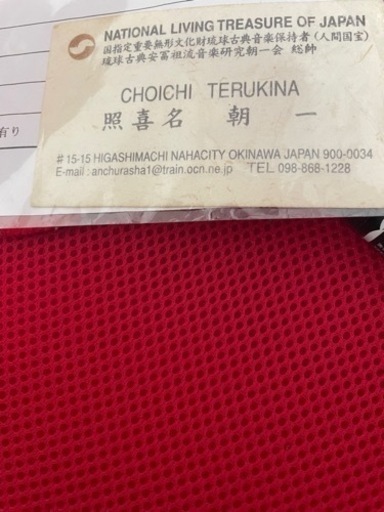 NATIONAL LIVING TREASURE OF JAPAN
国指定重要無形文化財琉球古典音楽保持者（人間国宝）
琉球古典安冨祖流音楽研究朝一会 総帥
CHOICHI TERUKINA
照喜名 朝 一
有り
#15-15 HIGASHIMACHI NAHACITY OKINAWA JAPAN 900-0034
E-mail : anchurasha1@train.ocn.ne.jp TEL 098-868-1228